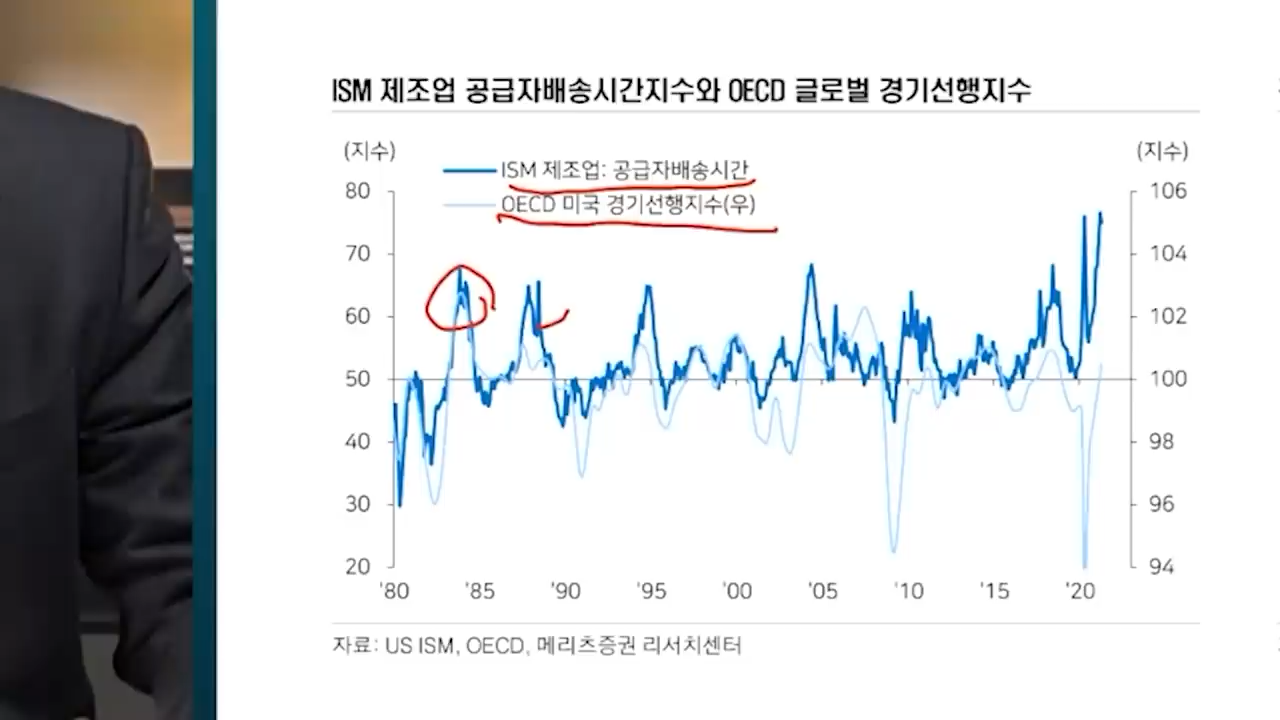 ISM 제조업 공급자배송시간지수와 OECD 글로벌 경기선행지수
(지수)
(지수)
ISM 제조업: 공급자배송시간
OECD 미국 경기선행지수(우)
80
70
60
50
40
30
20
106
104
102
100
98
96
94
'80 '85 '90 '95 '00 '05 '10 '15 '20
자료: US ISM, OECD, 메리츠증권 리서치센터